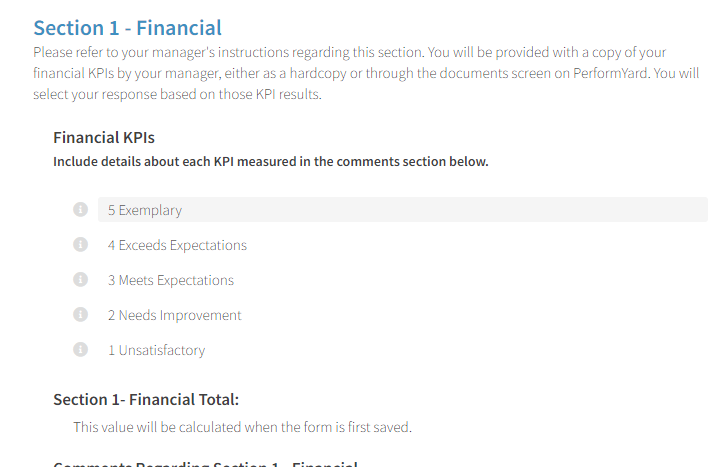 Section 1 - Financial
Please refer to your manager's instructions regarding this section. You will be provided with a copy of your
financial KPIs by your manager, either as a hardcopy or through the documents screen on PerformYard. You will
select your response based on those KPI results.
Financial KPIs
Include details about each KPI measured in the comments section below.
5 Exemplary
4 Exceeds Expectations
3 Meets Expectations
2 Needs Improvement
1 Unsatisfactory
Section 1- Financial Total:
This value will be calculated when the form is first saved.
Comments Regarding Section 1 - Financial